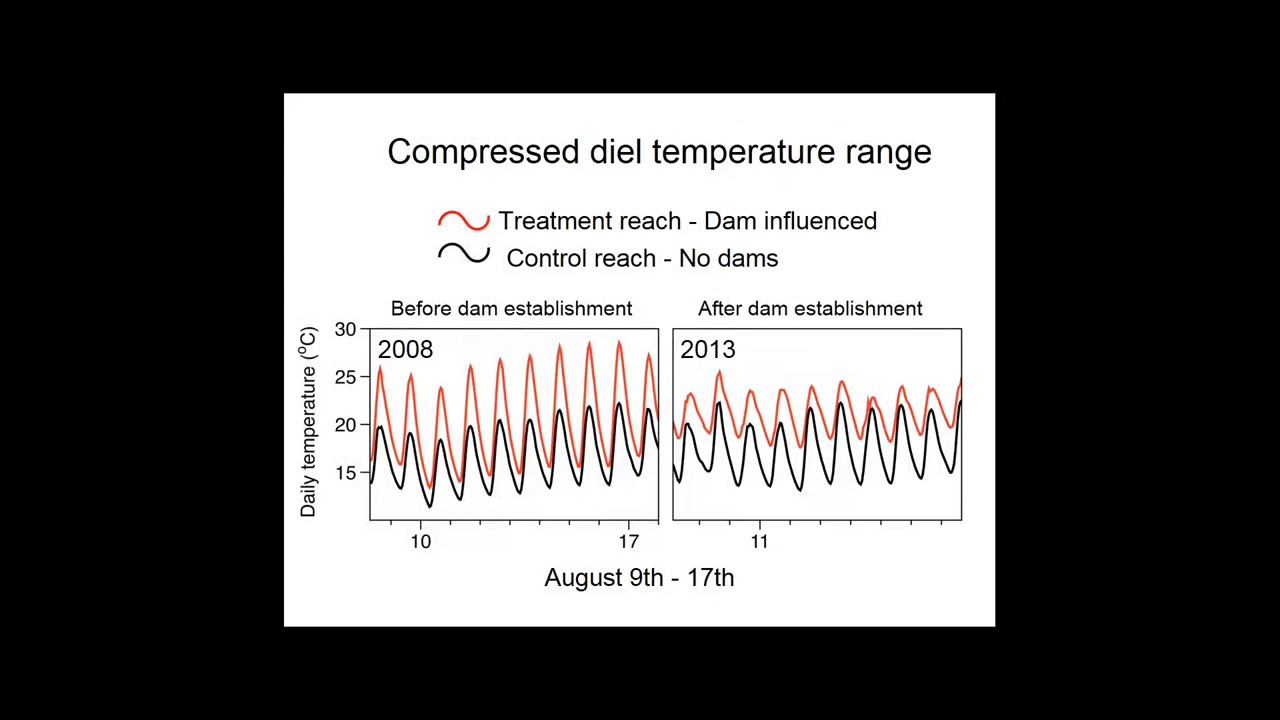 Compressed diel temperature range
Treatment reach - Dam influenced
Control reach - No dams
Before dam establishment
After dam establishment
Daily temperature (⁰C)
30
25
20
15
2008
2013
10
17
11
August 9th - 17th